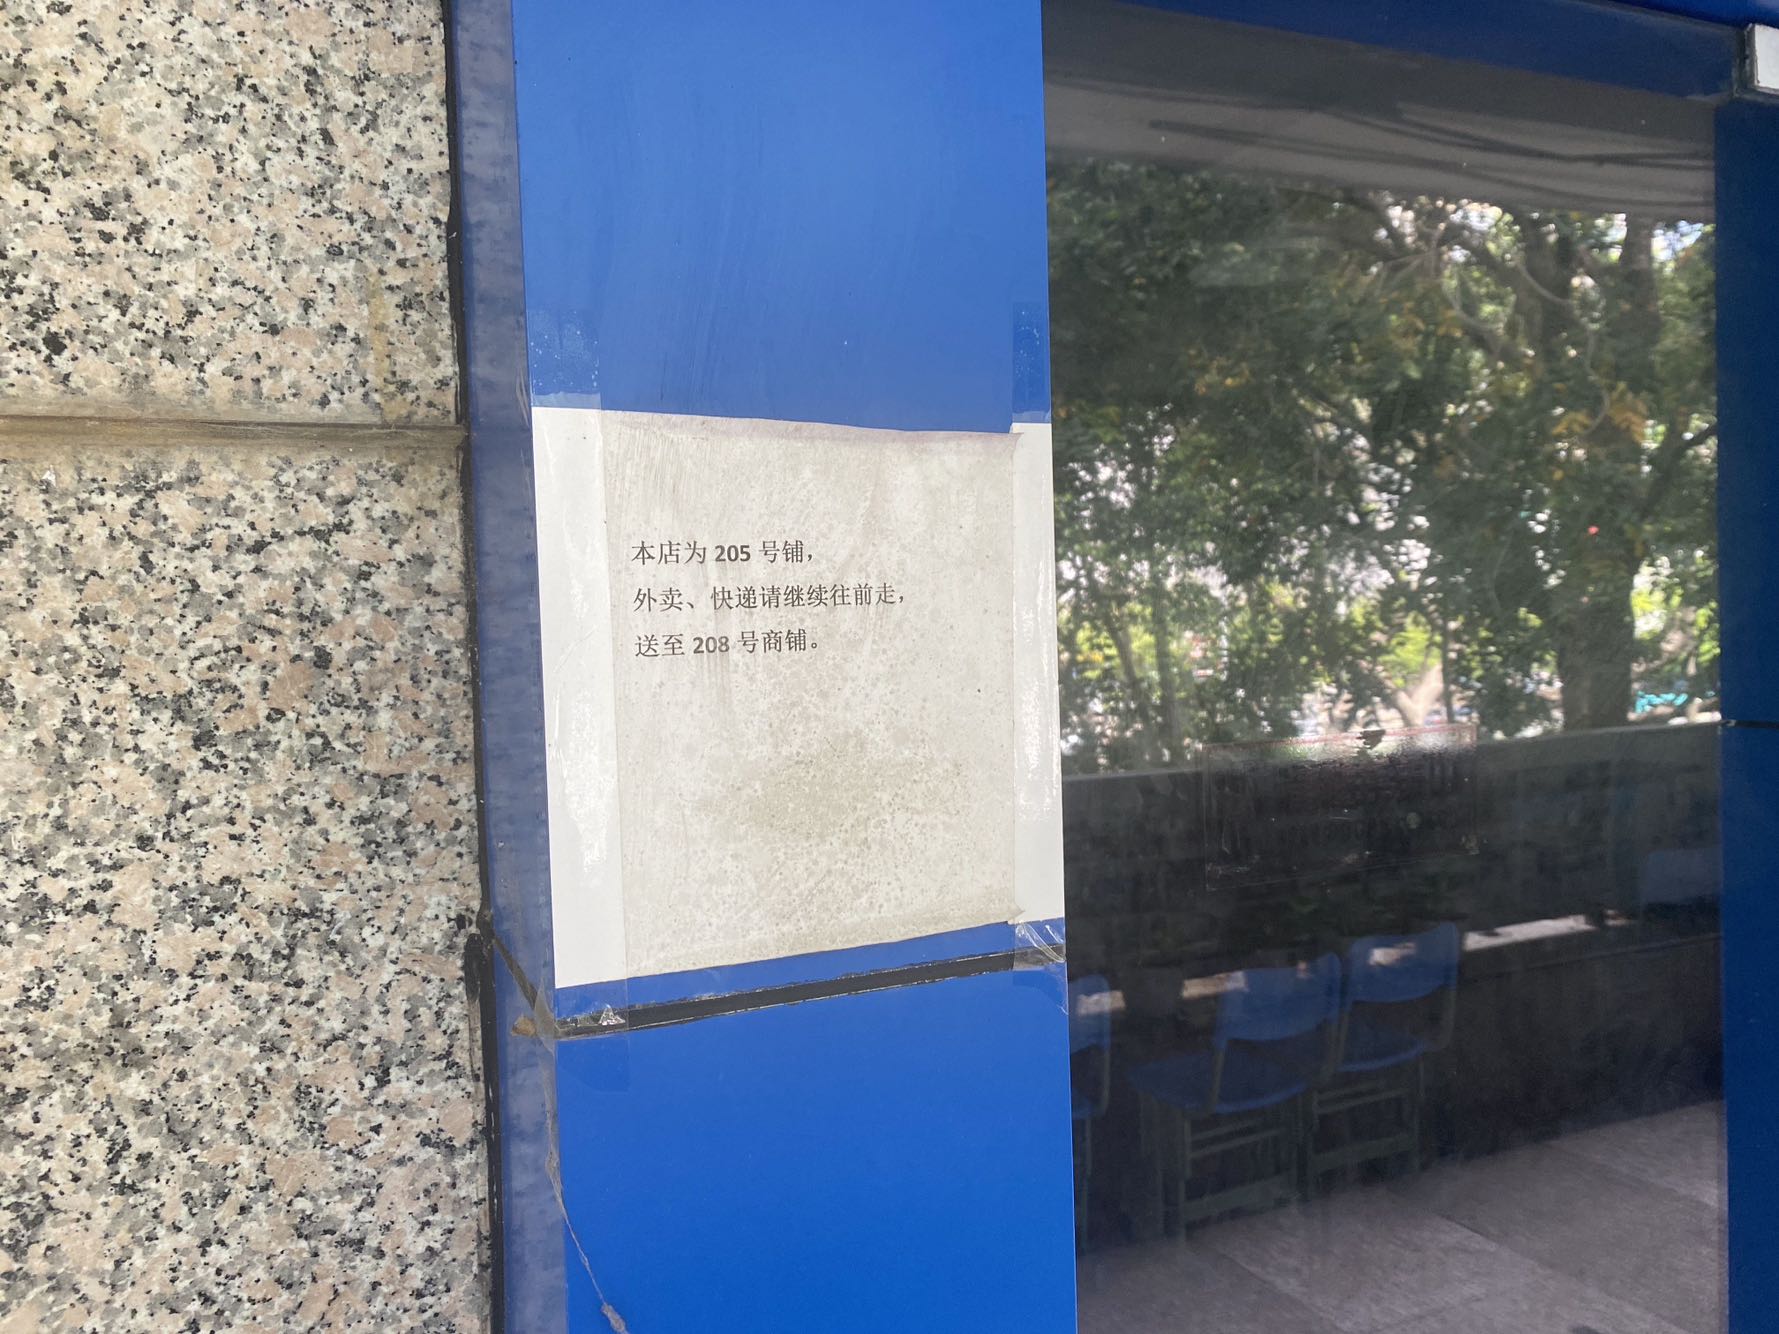 本店为 205 号铺，
外卖、快递请继续往前走，
送至 208 号商铺。